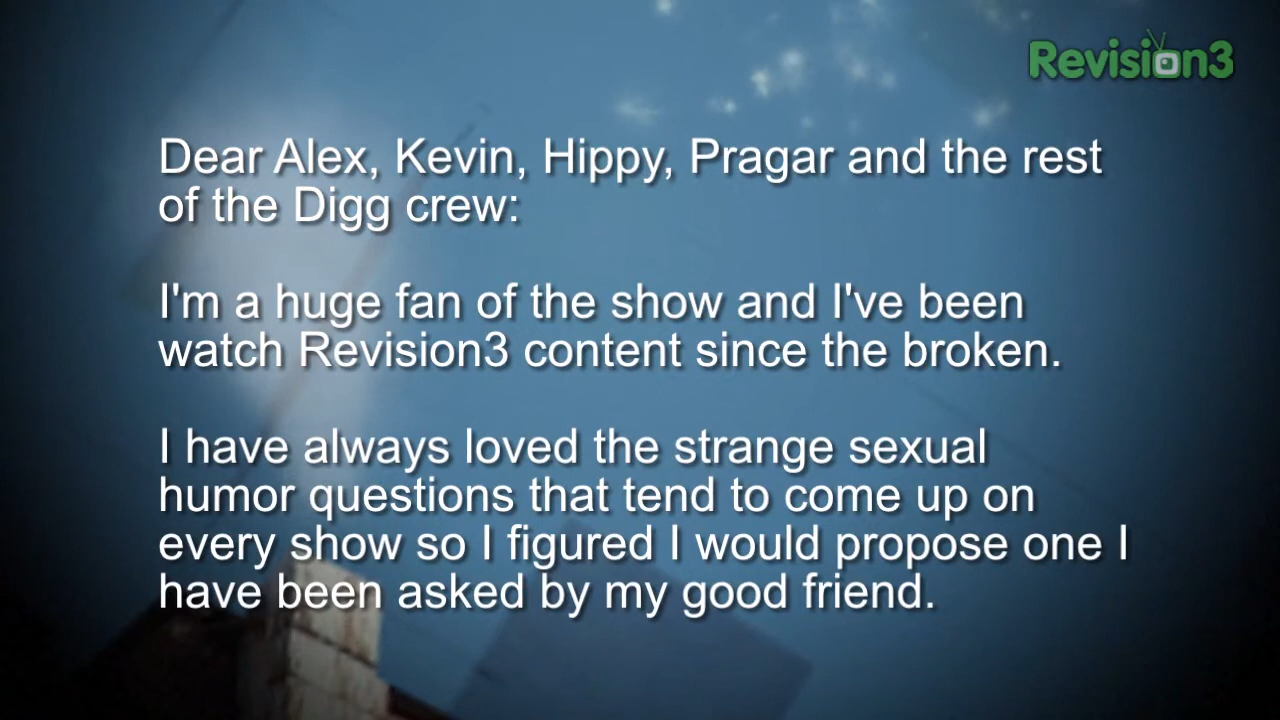 Revision3
Dear Alex, Kevin, Hippy, Pragar and the rest
of the Digg crew:
I'm a huge fan of the show and I've been
watch Revision3 content since the broken.
I have always loved the strange sexual
humor questions that tend to come up on
every show so I figured I would propose one I
have been asked by my good friend.